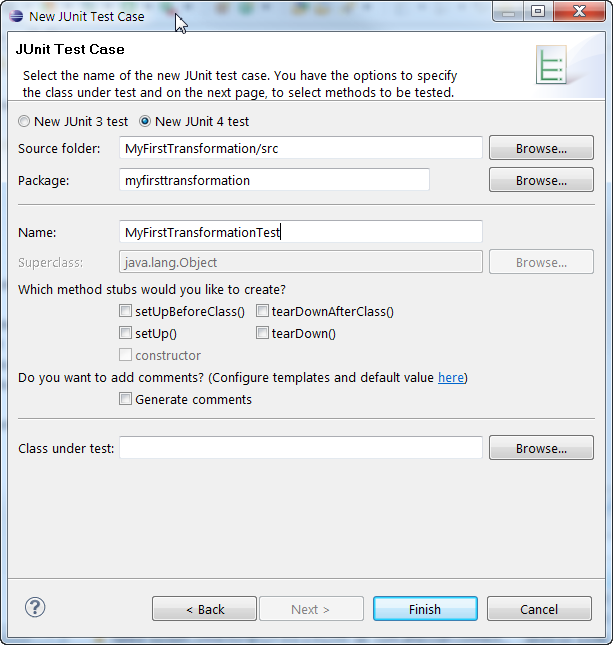 New JUnit Test Case
JUnit Test Case
Select the name of the new JUnit test case. You have the options to specify
the class under test and on the next page, to select methods to be tested.
New JUnit 3 test New JUnit 4 test
Source folder: MyFirstTransformation/src Browse...
Package: myfirsttransformation Browse...
Name: MyFirstTransformationTest
Superclass: java.lang.Object Browse...
Which method stubs would you like to create?
setUpBeforeClass() tearDownAfterClass()
setUp() tearDown()
constructor
Do you want to add comments? (Configure templates and default value here)
Generate comments
Class under test: Browse...
? < Back Next > Finish Cancel